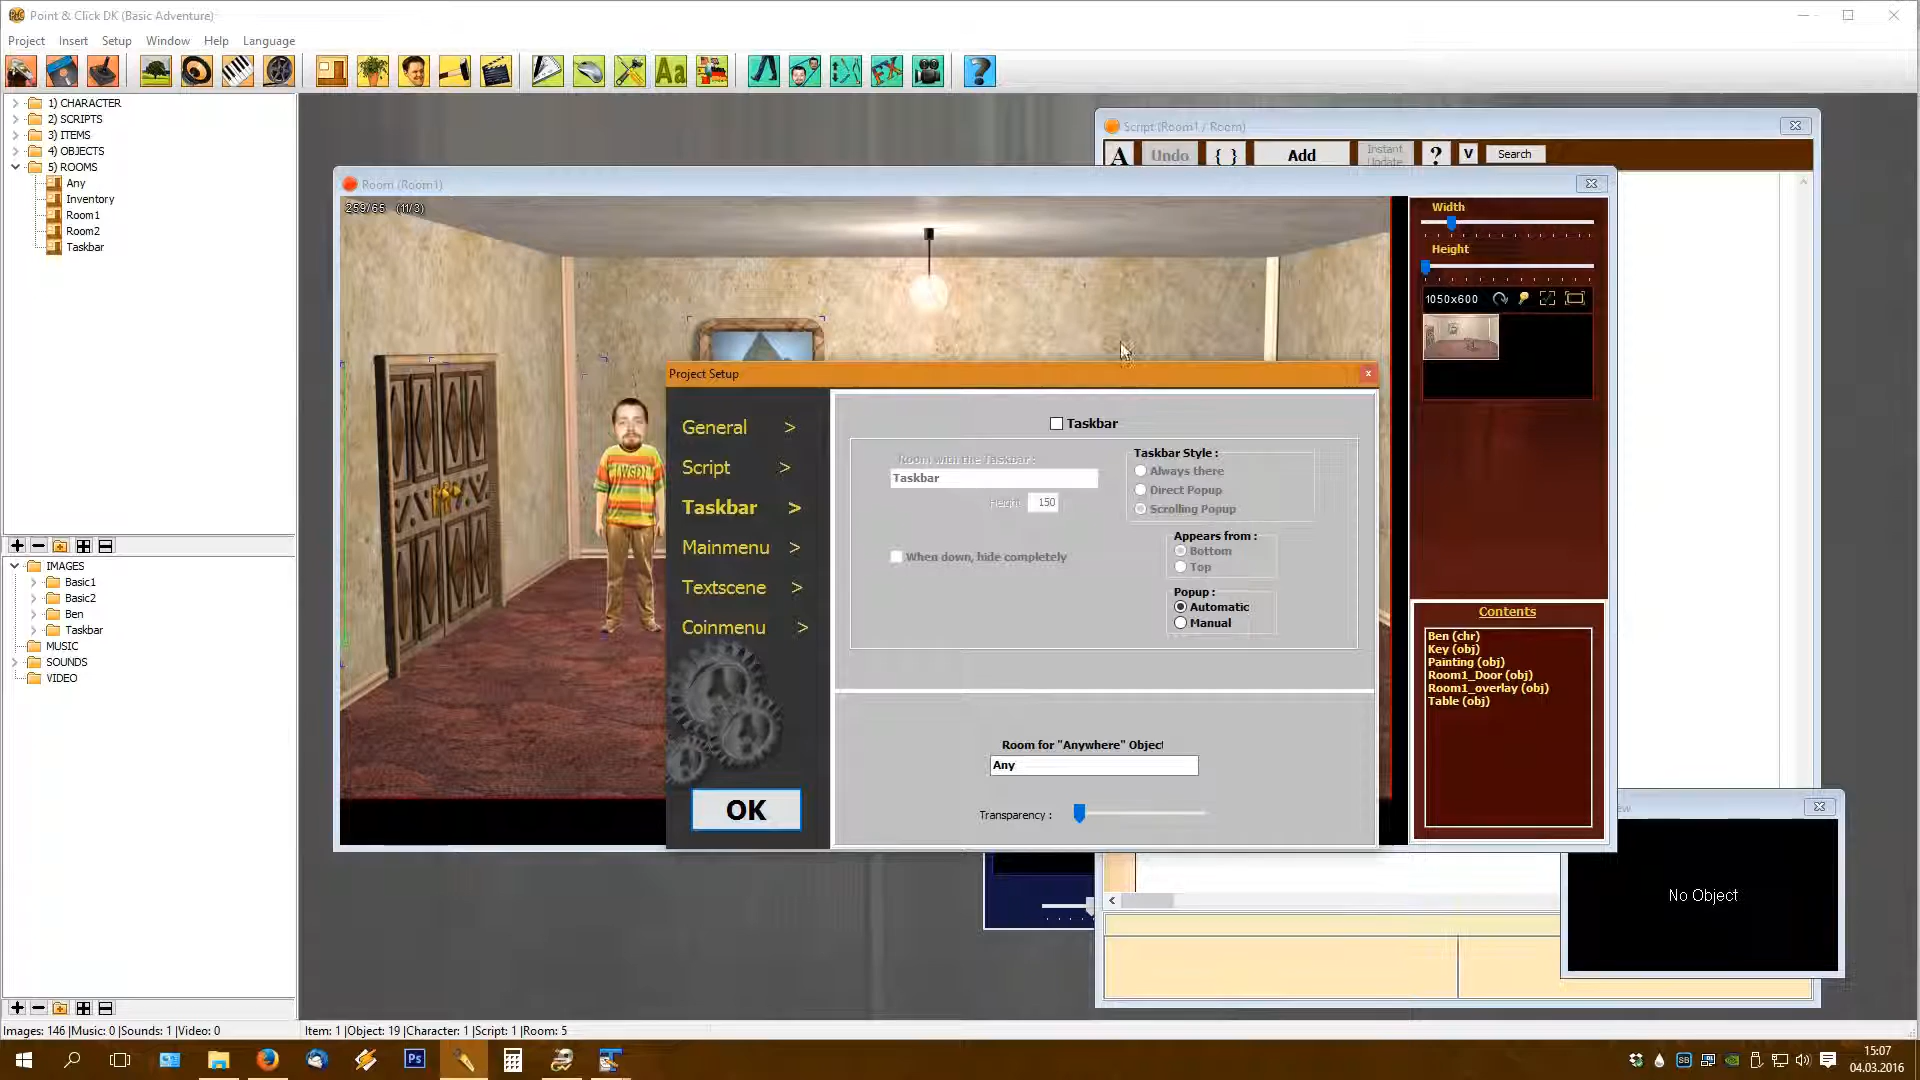 Point & Click DK (Basic Adventure)
Project Insert Setup Window Help Language
Aa
?
1) CHARACTER
2) SCRIPTS
3) ITEMS
4) OBJECTS
5) ROOMS
Any
Inventory
Room1
Room2
Taskbar
IMAGES
Basic1
Basic2
Ben
Taskbar
MUSIC
SOUNDS
VIDEO
Images: 146 |Music: 0 |Sounds: 1 |Video: 0
Item: 1 |Object: 19 |Character: 1 |Script: 1 |Room: 5
Script (Room1 / Room)
A Undo { } Add Instant Update ? V Search
Room (Room1)
259/65 (11/3)
Width
Height
1050x600
Contents
Ben (chr)
Key (obj)
Painting (obj)
Room1_Door (obj)
Room1_overlay (obj)
Table (obj)
Project Setup
General >
Script >
Taskbar >
Mainmenu >
Textscene >
Coinmenu >
OK
Taskbar
Room with the Taskbar :
Taskbar
Height 150
When down, hide completely
Taskbar Style :
Always there
Direct Popup
Scrolling Popup
Appears from :
Bottom
Top
Popup :
Automatic
Manual
Room for "Anywhere" Object
Any
Transparency :
No Object
Ps
SB
15:07
04.03.2016